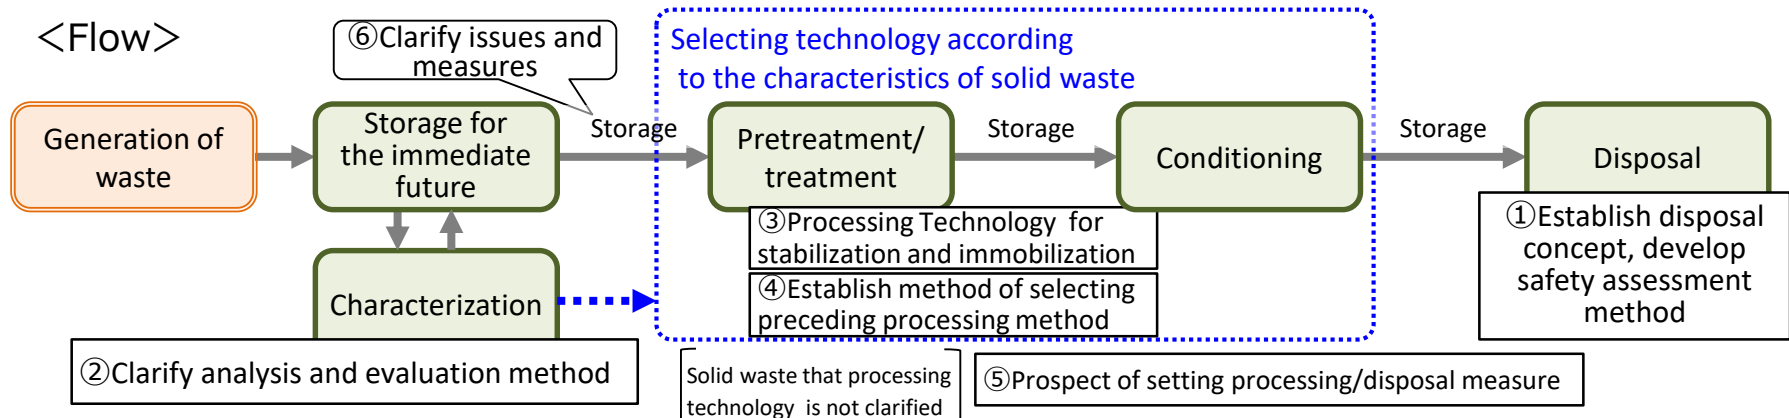 <Flow>
⑥Clarify issues and
measures
Selecting technology according
to the characteristics of solid waste
Generation of
waste
Storage for
the immediate
future
Storage
Pretreatment/
treatment
Storage
Conditioning
Storage
Disposal
③Processing Technology for
stabilization and immobilization
④Establish method of selecting
preceding processing method
①Establish disposal
concept, develop
safety assessment
method
Characterization
②Clarify analysis and evaluation method
Solid waste that processing
technology is not clarified
⑤Prospect of setting processing/disposal measure